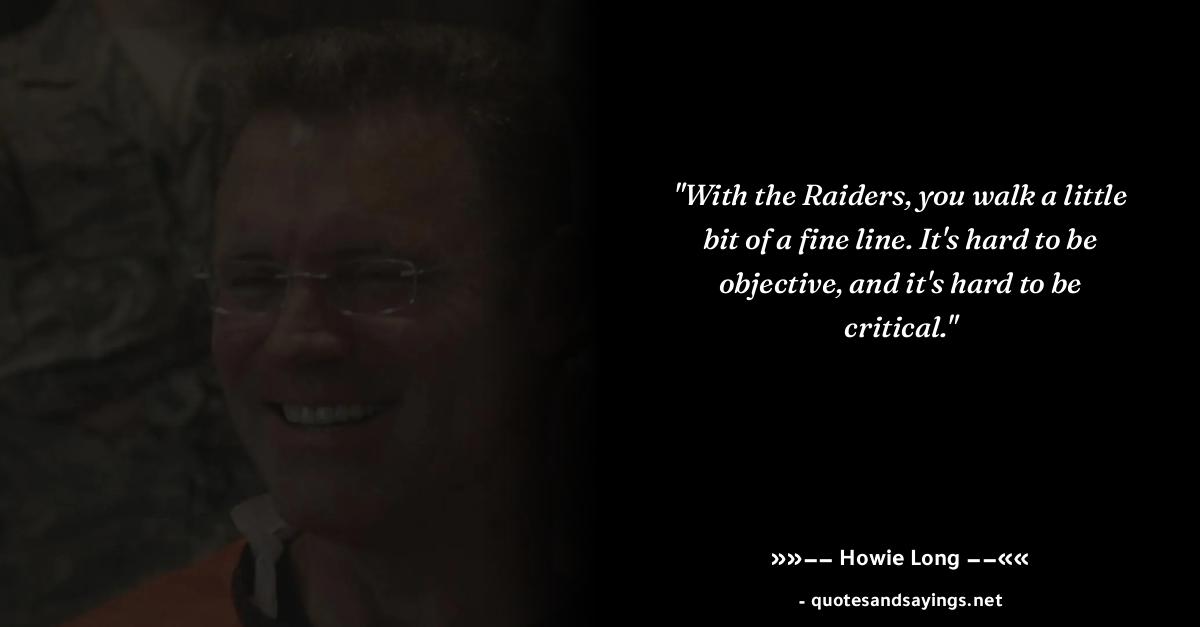 "With the Raiders, you walk a little
bit of a fine line. It's hard to be
objective, and it's hard to be
critical."
»»−− Howie Long −−««
- quotesandsayings.net